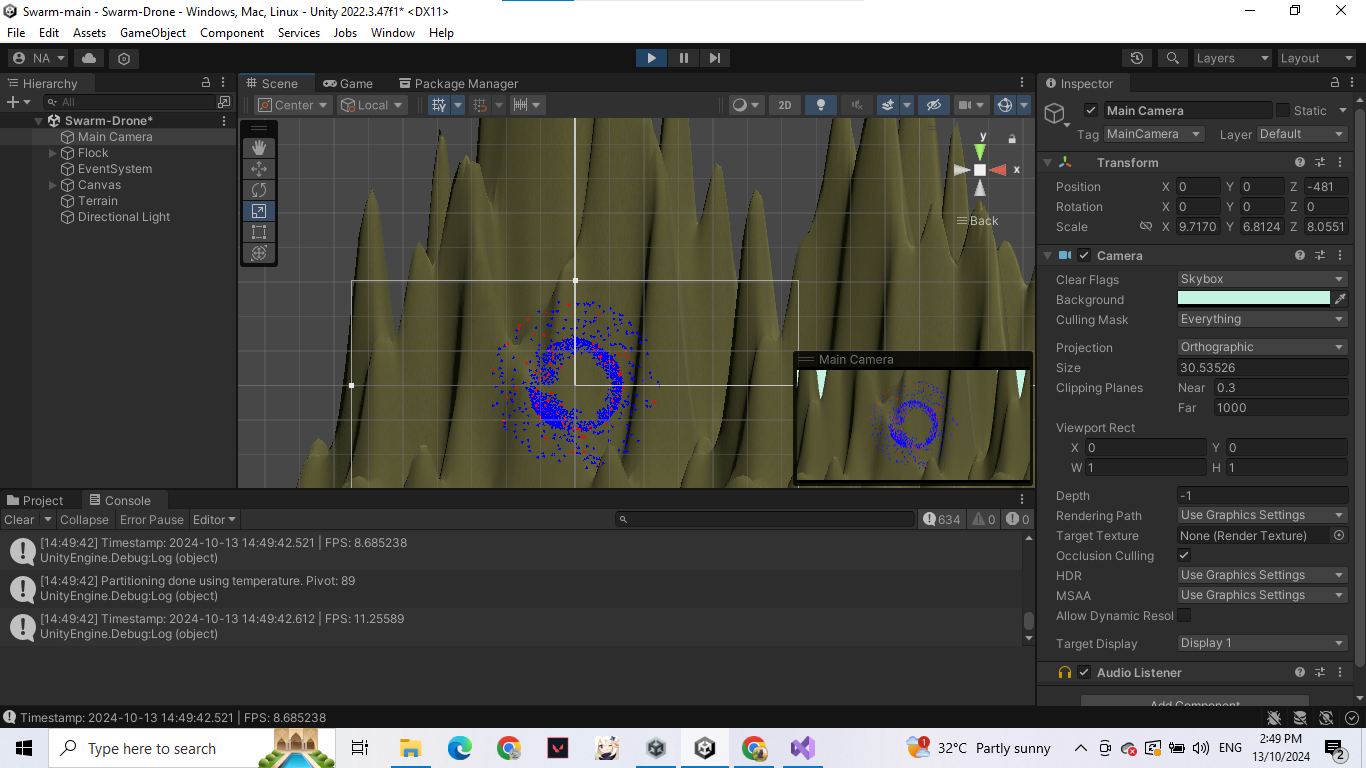 Swarm-main - Swarm-Drone - Windows, Mac, Linux - Unity 2022.3.47f1* <DX11>
File Edit Assets GameObject Component Services Jobs Window Help
NA Layers Layout
Hierarchy
All
Swarm-Drone*
Main Camera
Flock
EventSystem
Canvas
Terrain
Directional Light
Scene Game Package Manager
Center Local 2D
y
x
Back
Main Camera
Inspector
Main Camera Static
Tag MainCamera Layer Default
Transform
Position X 0 Y 0 Z -481
Rotation X 0 Y 0 Z 0
Scale X 9.7170 Y 6.8124 Z 8.0551
Camera
Clear Flags Skybox
Background
Culling Mask Everything
Projection Orthographic
Size 30.53526
Clipping Planes Near 0.3
Far 1000
Viewport Rect
X 0 Y 0
W 1 H 1
Depth -1
Rendering Path Use Graphics Settings
Target Texture None (Render Texture)
Occlusion Culling
HDR Use Graphics Settings
MSAA Use Graphics Settings
Allow Dynamic Resol
Target Display Display 1
Audio Listener
Add Component
Project Console
Clear Collapse Error Pause Editor 634 0 0
[14:49:42] Timestamp: 2024-10-13 14:49:42.521 | FPS: 8.685238
UnityEngine.Debug:Log (object)
[14:49:42] Partitioning done using temperature. Pivot: 89
UnityEngine.Debug:Log (object)
[14:49:42] Timestamp: 2024-10-13 14:49:42.612 | FPS: 11.25589
UnityEngine.Debug:Log (object)
Timestamp: 2024-10-13 14:49:42.521 | FPS: 8.685238
Type here to search
1
32°C Partly sunny
ENG
2:49 PM
13/10/2024
2